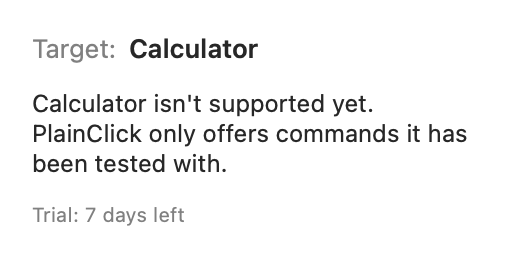 Target: Calculator
Calculator isn't supported yet.
PlainClick only offers commands it has
been tested with.
Trial: 7 days left